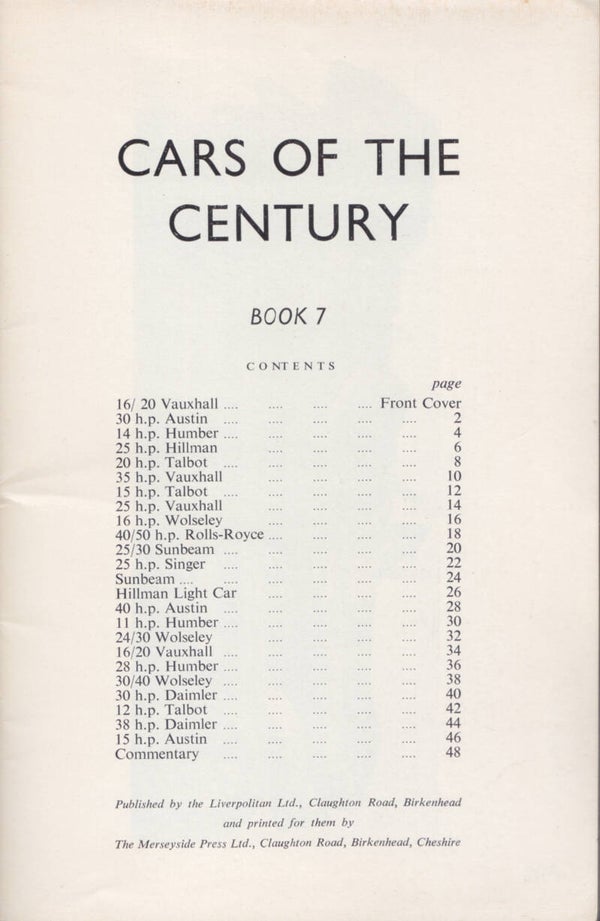 CARS OF THE
CENTURY
BOOK 7
CONTENTS
page
16/ 20 Vauxhall .... .... .... .... Front Cover
30 h.p. Austin .... .... .... .... 2
14 h.p. Humber .... .... .... .... 4
25 h.p. Hillman .... .... .... 6
20 h.p. Talbot .... .... .... .... 8
35 h.p. Vauxhall .... .... .... 10
15 h.p. Talbot .... .... .... .... 12
25 h.p. Vauxhall .... .... .... 14
16 h.p. Wolseley .... .... .... 16
40/50 h.p. Rolls-Royce .... .... .... 18
25/30 Sunbeam .... .... .... .... 20
25 h.p. Singer .... .... .... .... 22
Sunbeam .... .... .... .... .... 24
Hillman Light Car .... .... .... 26
40 h.p. Austin .... .... .... .... 28
11 h.p. Humber .... .... .... .... 30
24/30 Wolseley .... .... .... 32
16/20 Vauxhall .... .... .... .... 34
28 h.p. Humber .... .... .... .... 36
30/40 Wolseley .... .... .... .... 38
30 h.p. Daimler .... .... .... .... 40
12 h.p. Talbot .... .... .... .... 42
38 h.p. Daimler .... .... .... .... 44
15 h.p. Austin .... .... .... .... 46
Commentary .... .... .... .... 48
Published by the Liverpolitan Ltd., Claughton Road, Birkenhead
and printed for them by
The Merseyside Press Ltd., Claughton Road, Birkenhead, Cheshire